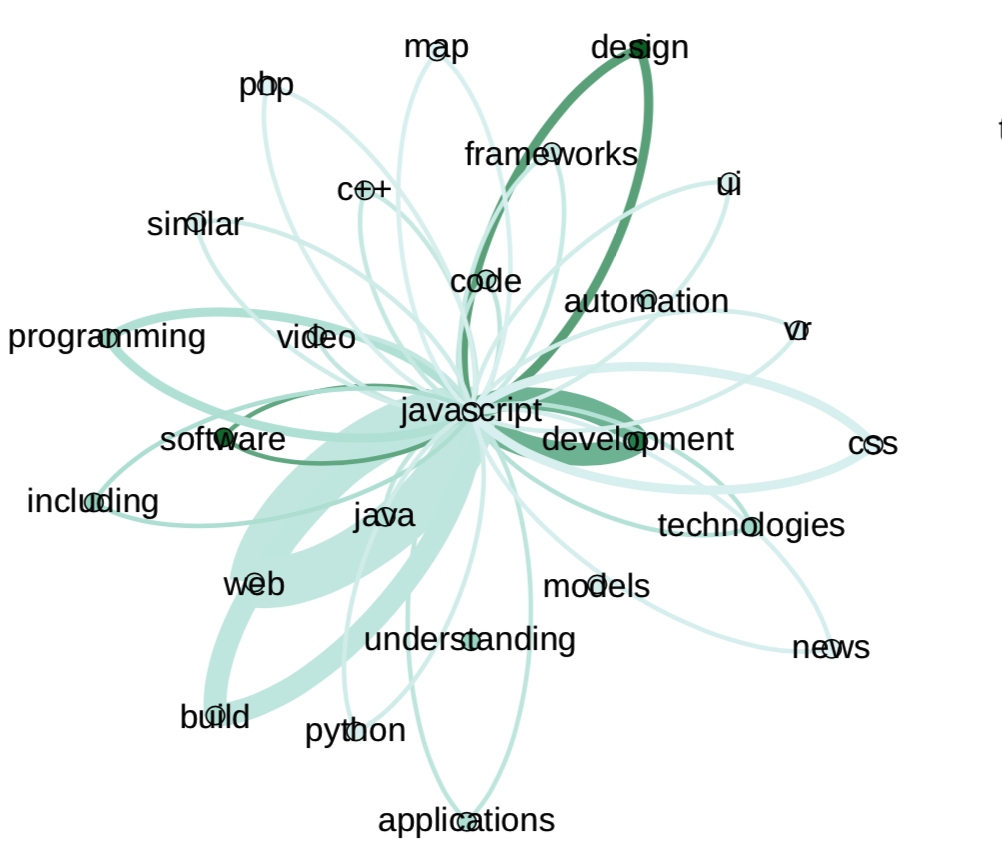 map
design
php
frameworks
c++
ui
similar
code
automation
programming
video
vr
javascript
software
development
css
including
java
technologies
web
models
understanding
news
build
python
applications